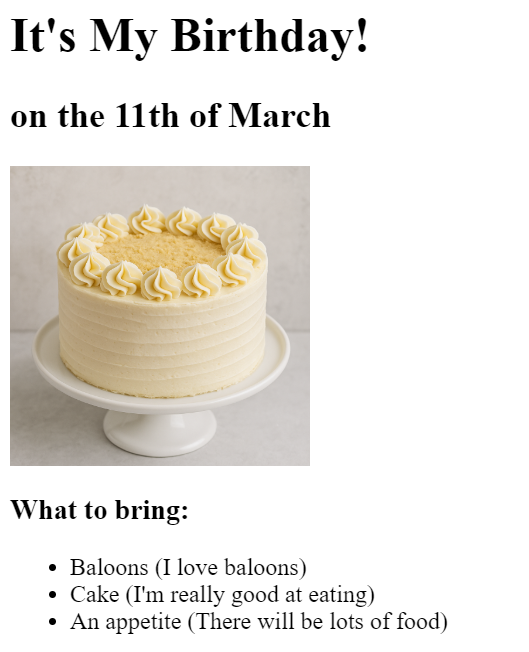 It's My Birthday!
on the 11th of March
What to bring:
Baloons (I love baloons)
Cake (I'm really good at eating)
An appetite (There will be lots of food)